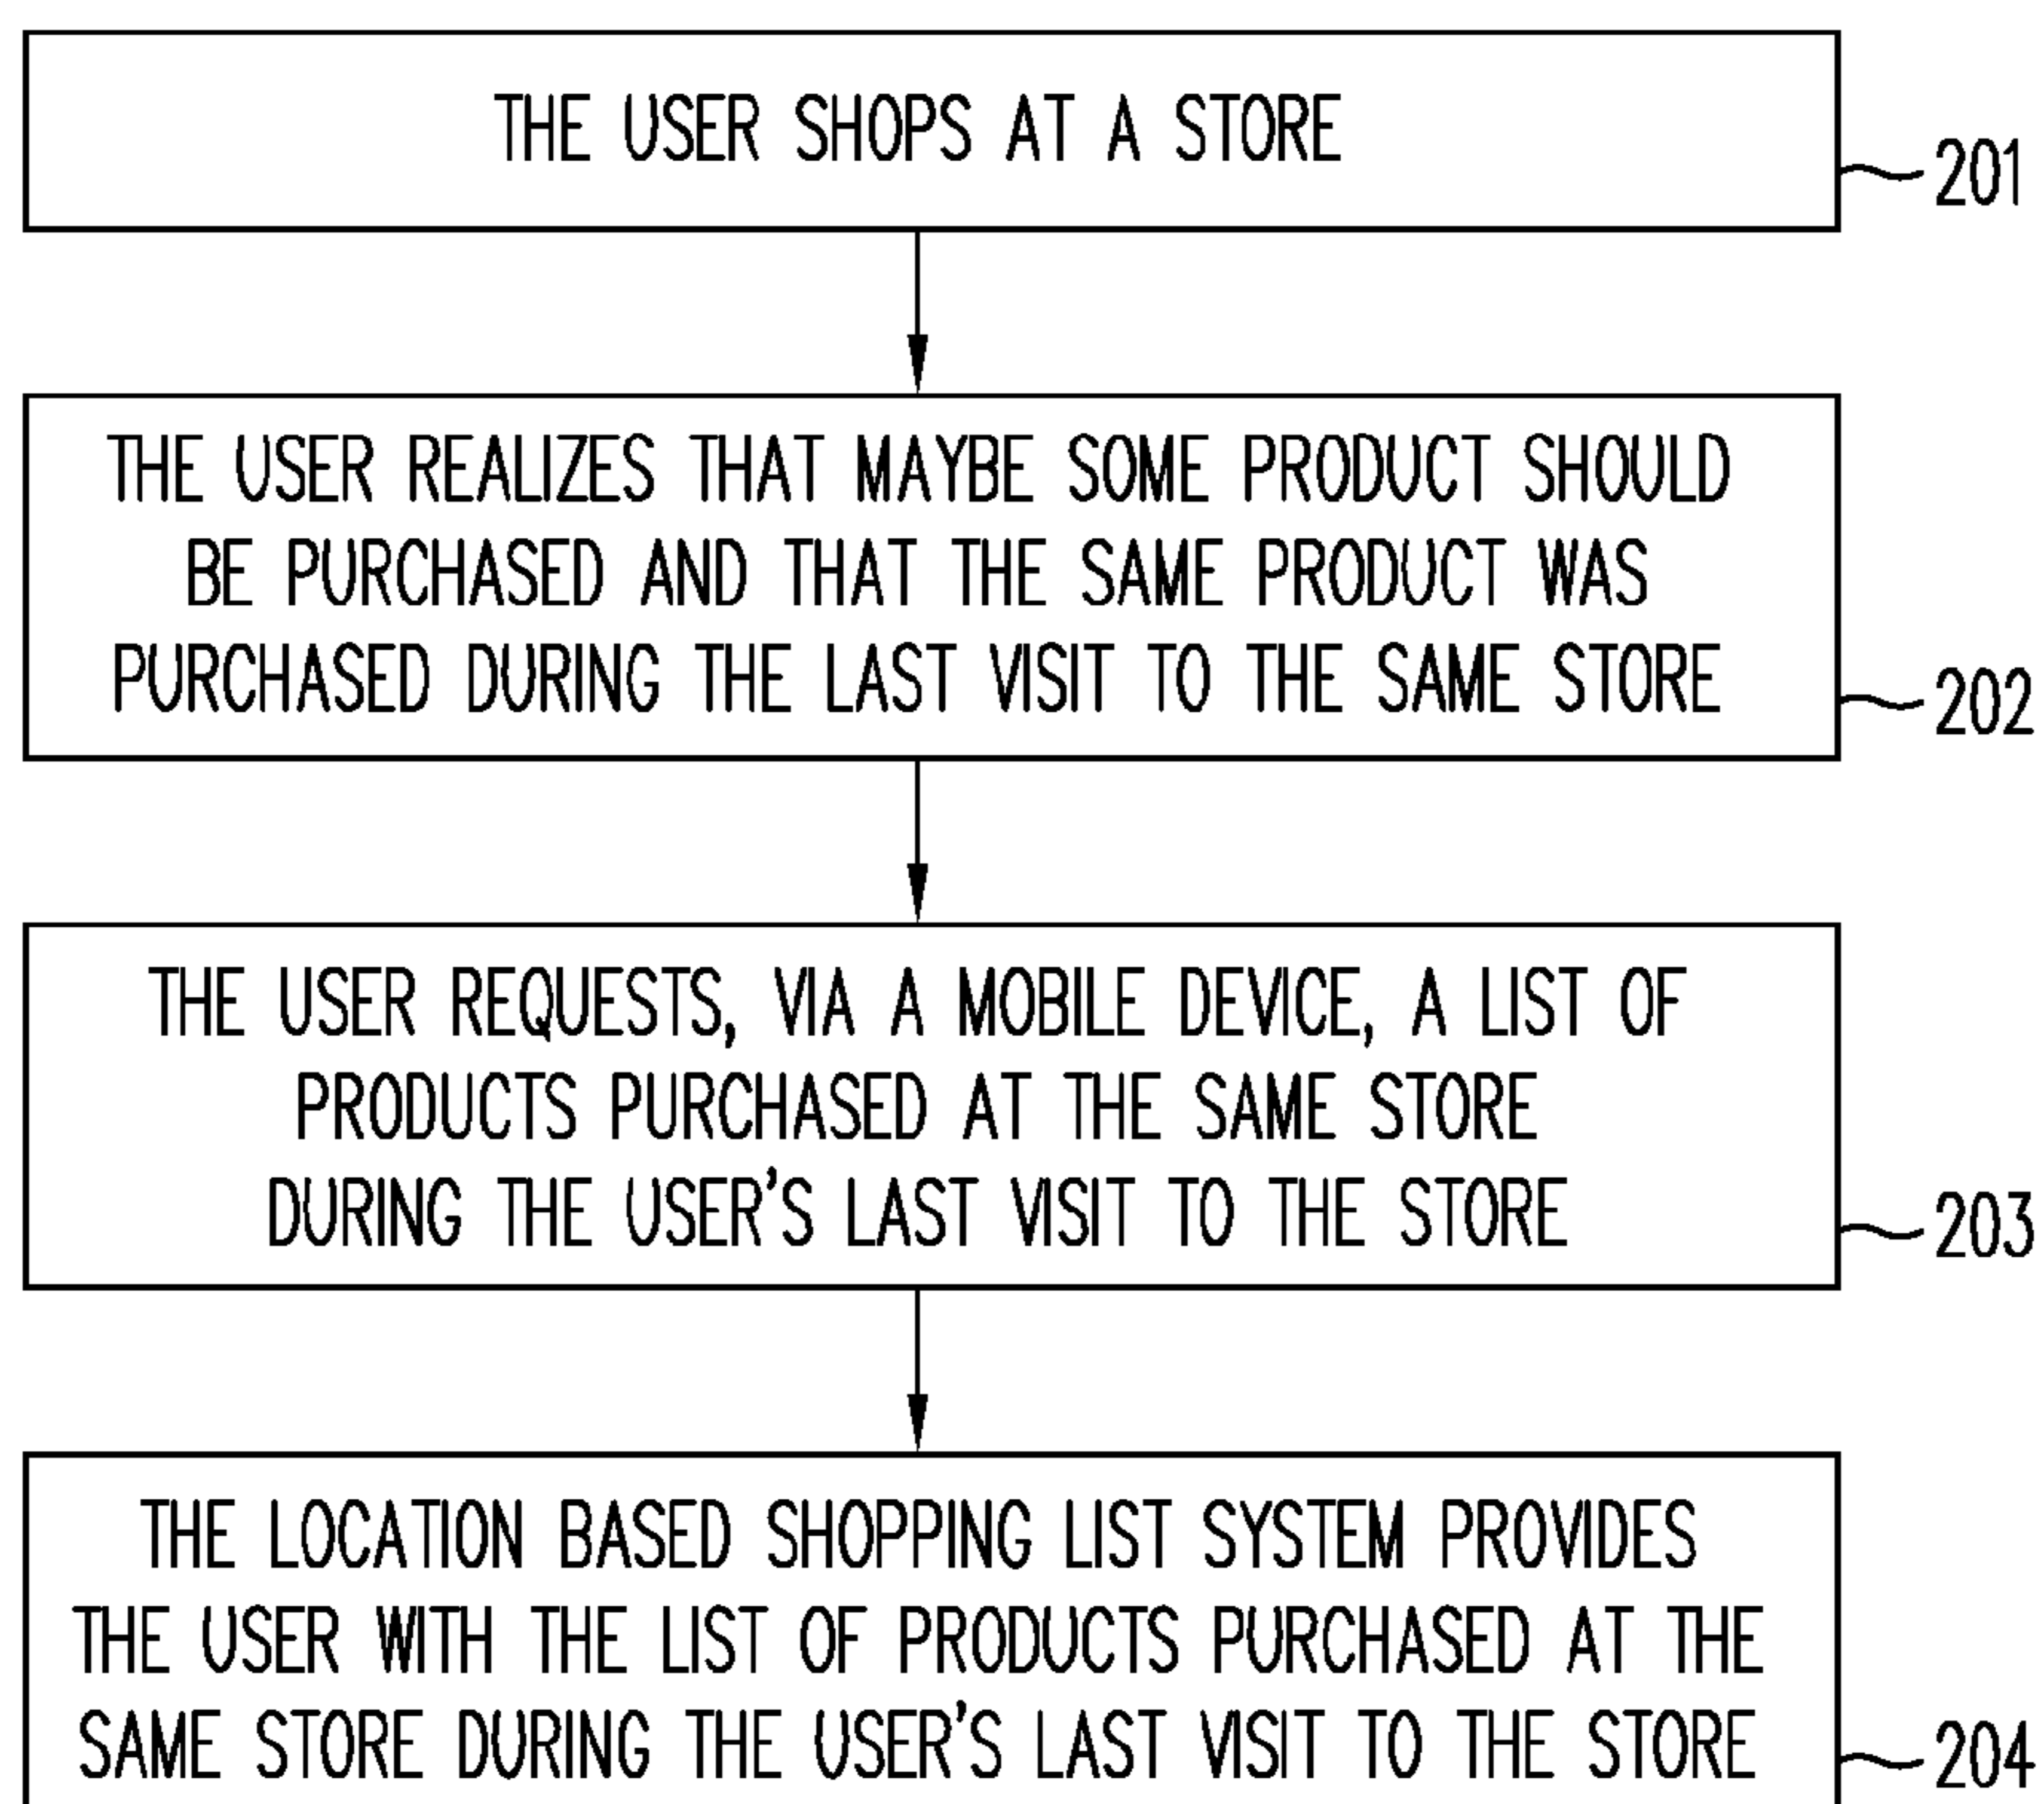 THE USER SHOPS AT A STORE
201
THE USER REALIZES THAT MAYBE SOME PRODUCT SHOULD
BE PURCHASED AND THAT THE SAME PRODUCT WAS
PURCHASED DURING THE LAST VISIT TO THE SAME STORE
202
THE USER REQUESTS, VIA A MOBILE DEVICE, A LIST OF
PRODUCTS PURCHASED AT THE SAME STORE
DURING THE USER'S LAST VISIT TO THE STORE
203
THE LOCATION BASED SHOPPING LIST SYSTEM PROVIDES
THE USER WITH THE LIST OF PRODUCTS PURCHASED AT THE
SAME STORE DURING THE USER'S LAST VISIT TO THE STORE
204